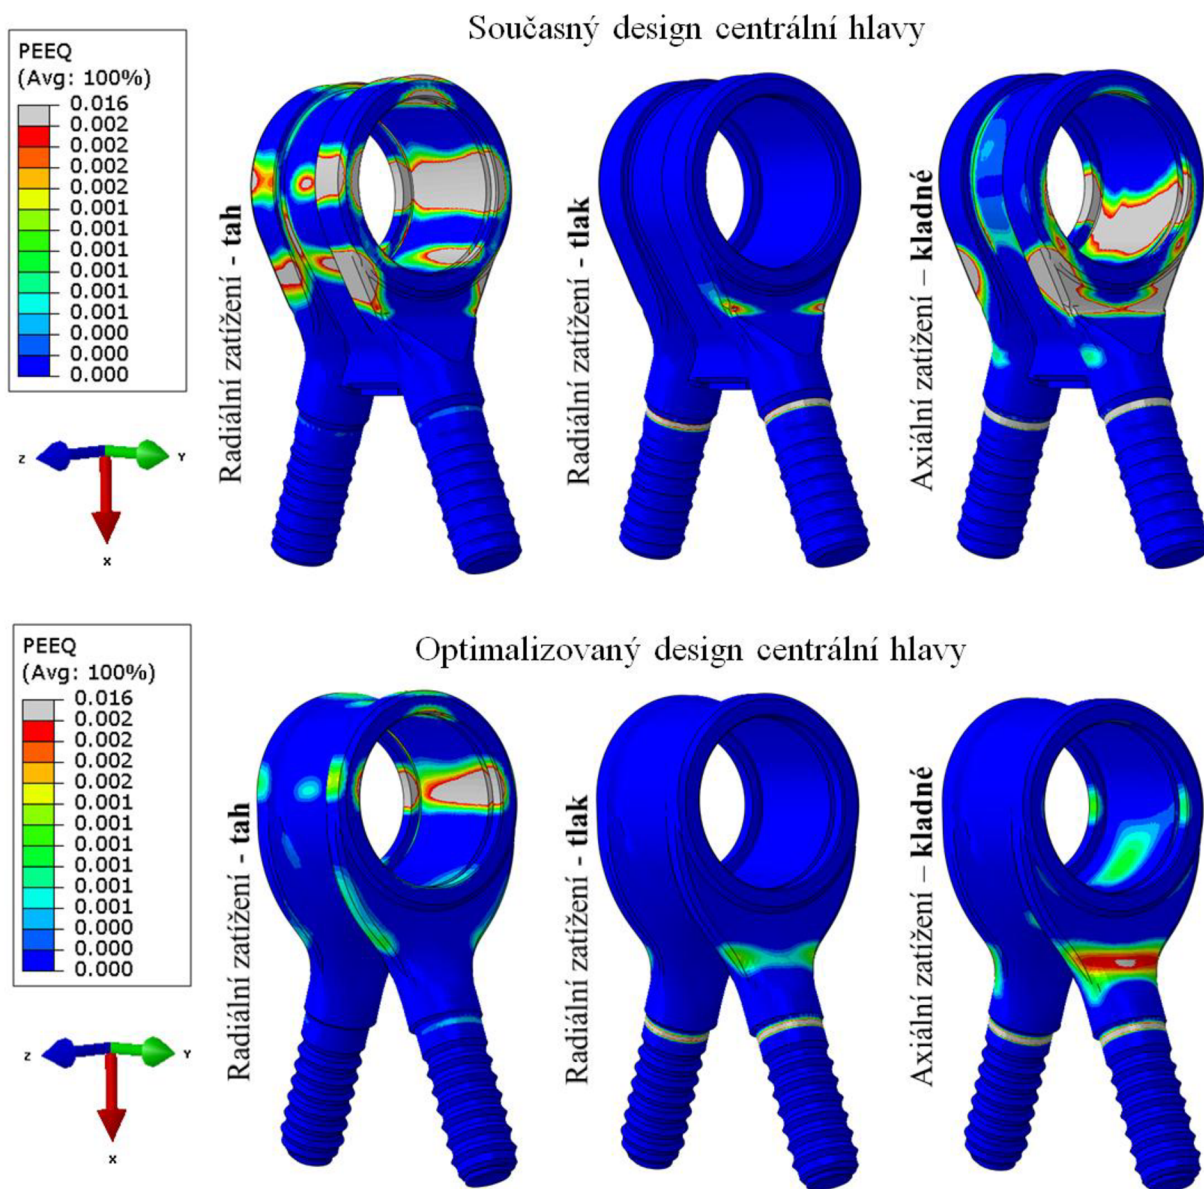 Současný design centrální hlavy
PEEQ
(Avg: 100%)
0.016
0.002
0.002
0.002
0.002
0.001
0.001
0.001
0.001
0.001
0.001
0.000
0.000
0.000
Z
Y
X
Radiální zatížení - tah
Radiální zatížení - tlak
Axiální zatížení – kladné
Optimalizovaný design centrální hlavy
PEEQ
(Avg: 100%)
0.016
0.002
0.002
0.002
0.002
0.001
0.001
0.001
0.001
0.001
0.001
0.000
0.000
0.000
Z
Y
X
Radiální zatížení - tah
Radiální zatížení - tlak
Axiální zatížení – kladné